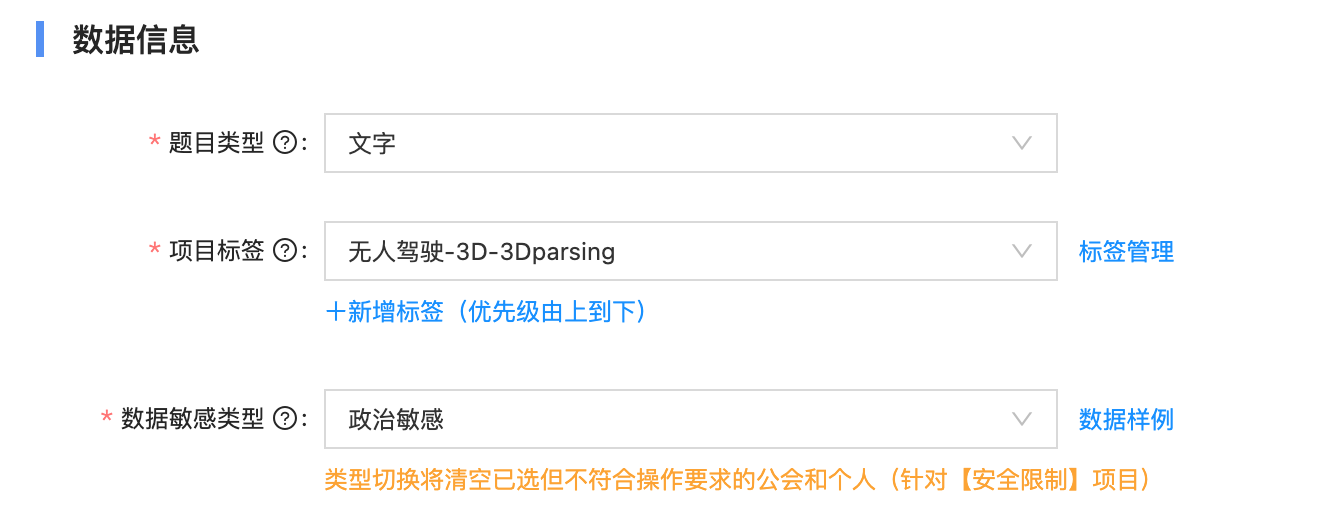 数据信息
* 题目类型 ?: 文字
* 项目标签 ?: 无人驾驶-3D-3Dparsing 标签管理
+新增标签（优先级由上到下）
* 数据敏感类型 ?: 政治敏感 数据样例
类型切换将清空已选但不符合操作要求的公会和个人（针对【安全限制】项目）